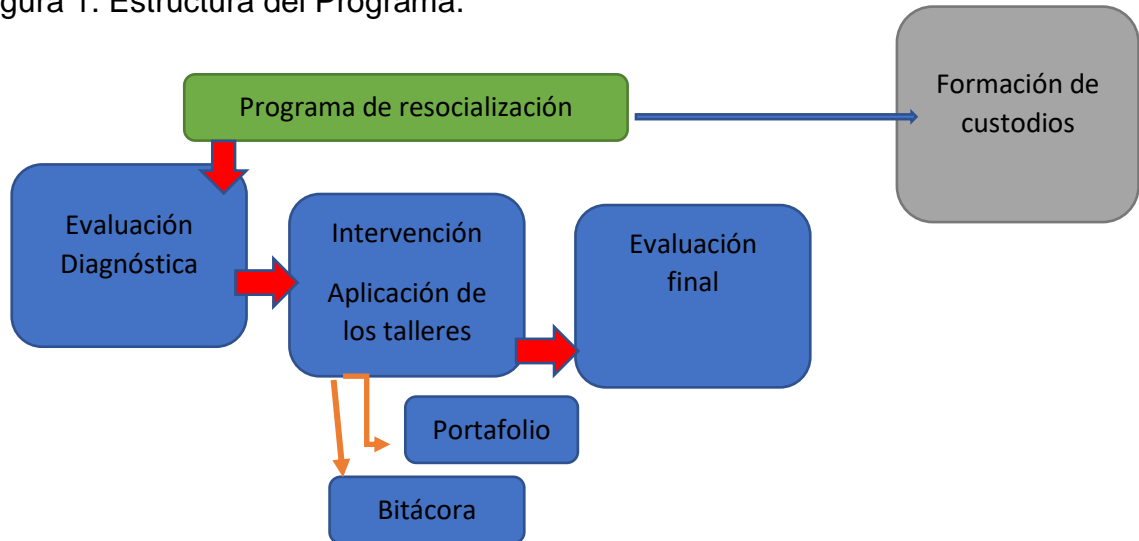 gura 1. Estructura del Programa.
Programa de resocialización
Formación de
custodios
Evaluación
Diagnóstica
Intervención
Aplicación de
los talleres
Evaluación
final
Portafolio
Bitácora